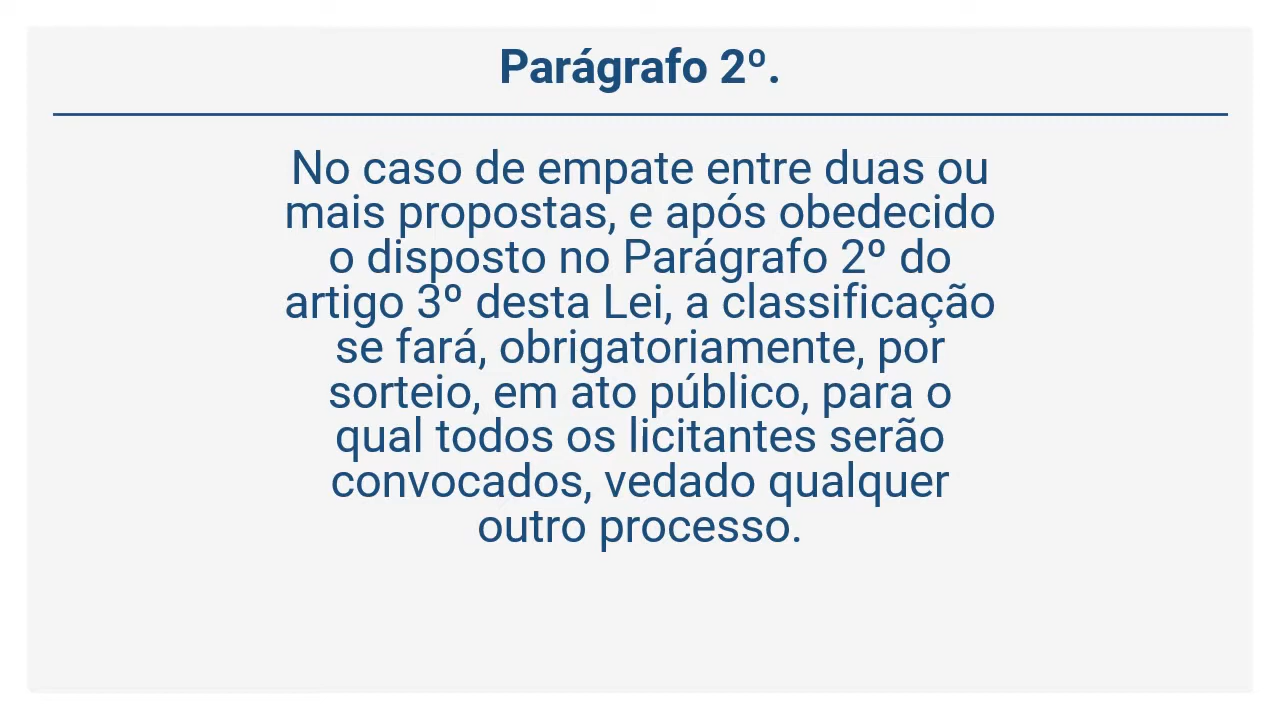 Parágrafo 2º.
No caso de empate entre duas ou
mais propostas, e após obedecido
o disposto no Parágrafo 2º do
artigo 3º desta Lei, a classificação
se fará, obrigatoriamente, por
sorteio, em ato público, para o
qual todos os licitantes serão
convocados, vedado qualquer
outro processo.